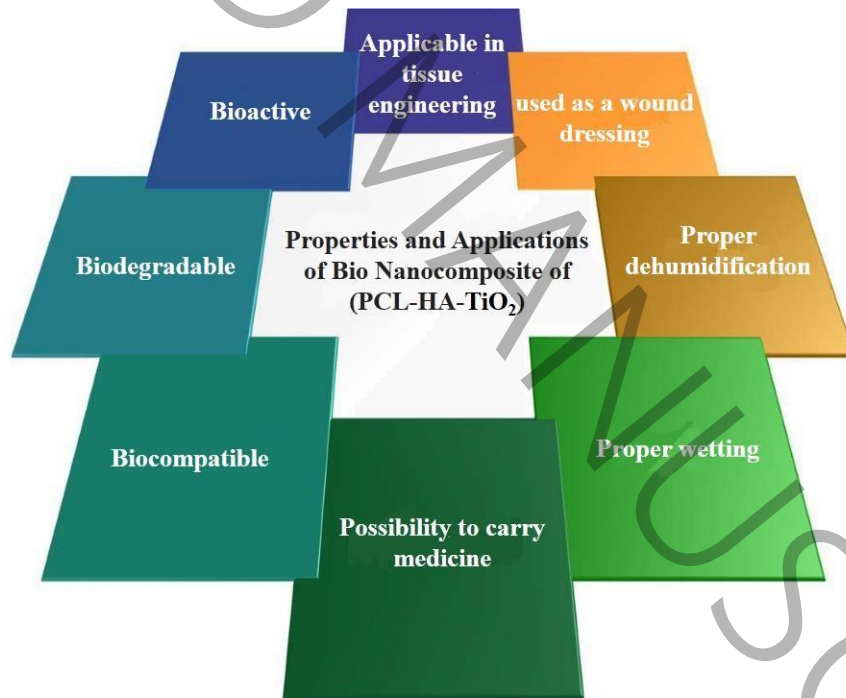 Applicable in
tissue
engineering
used as a wound
dressing
Proper
dehumidification
Proper wetting
Possibility to carry
medicine
Biocompatible
Biodegradable
Bioactive
Properties and Applications
of Bio Nanocomposite of
(PCL-HA-TiO₂)
MANUS